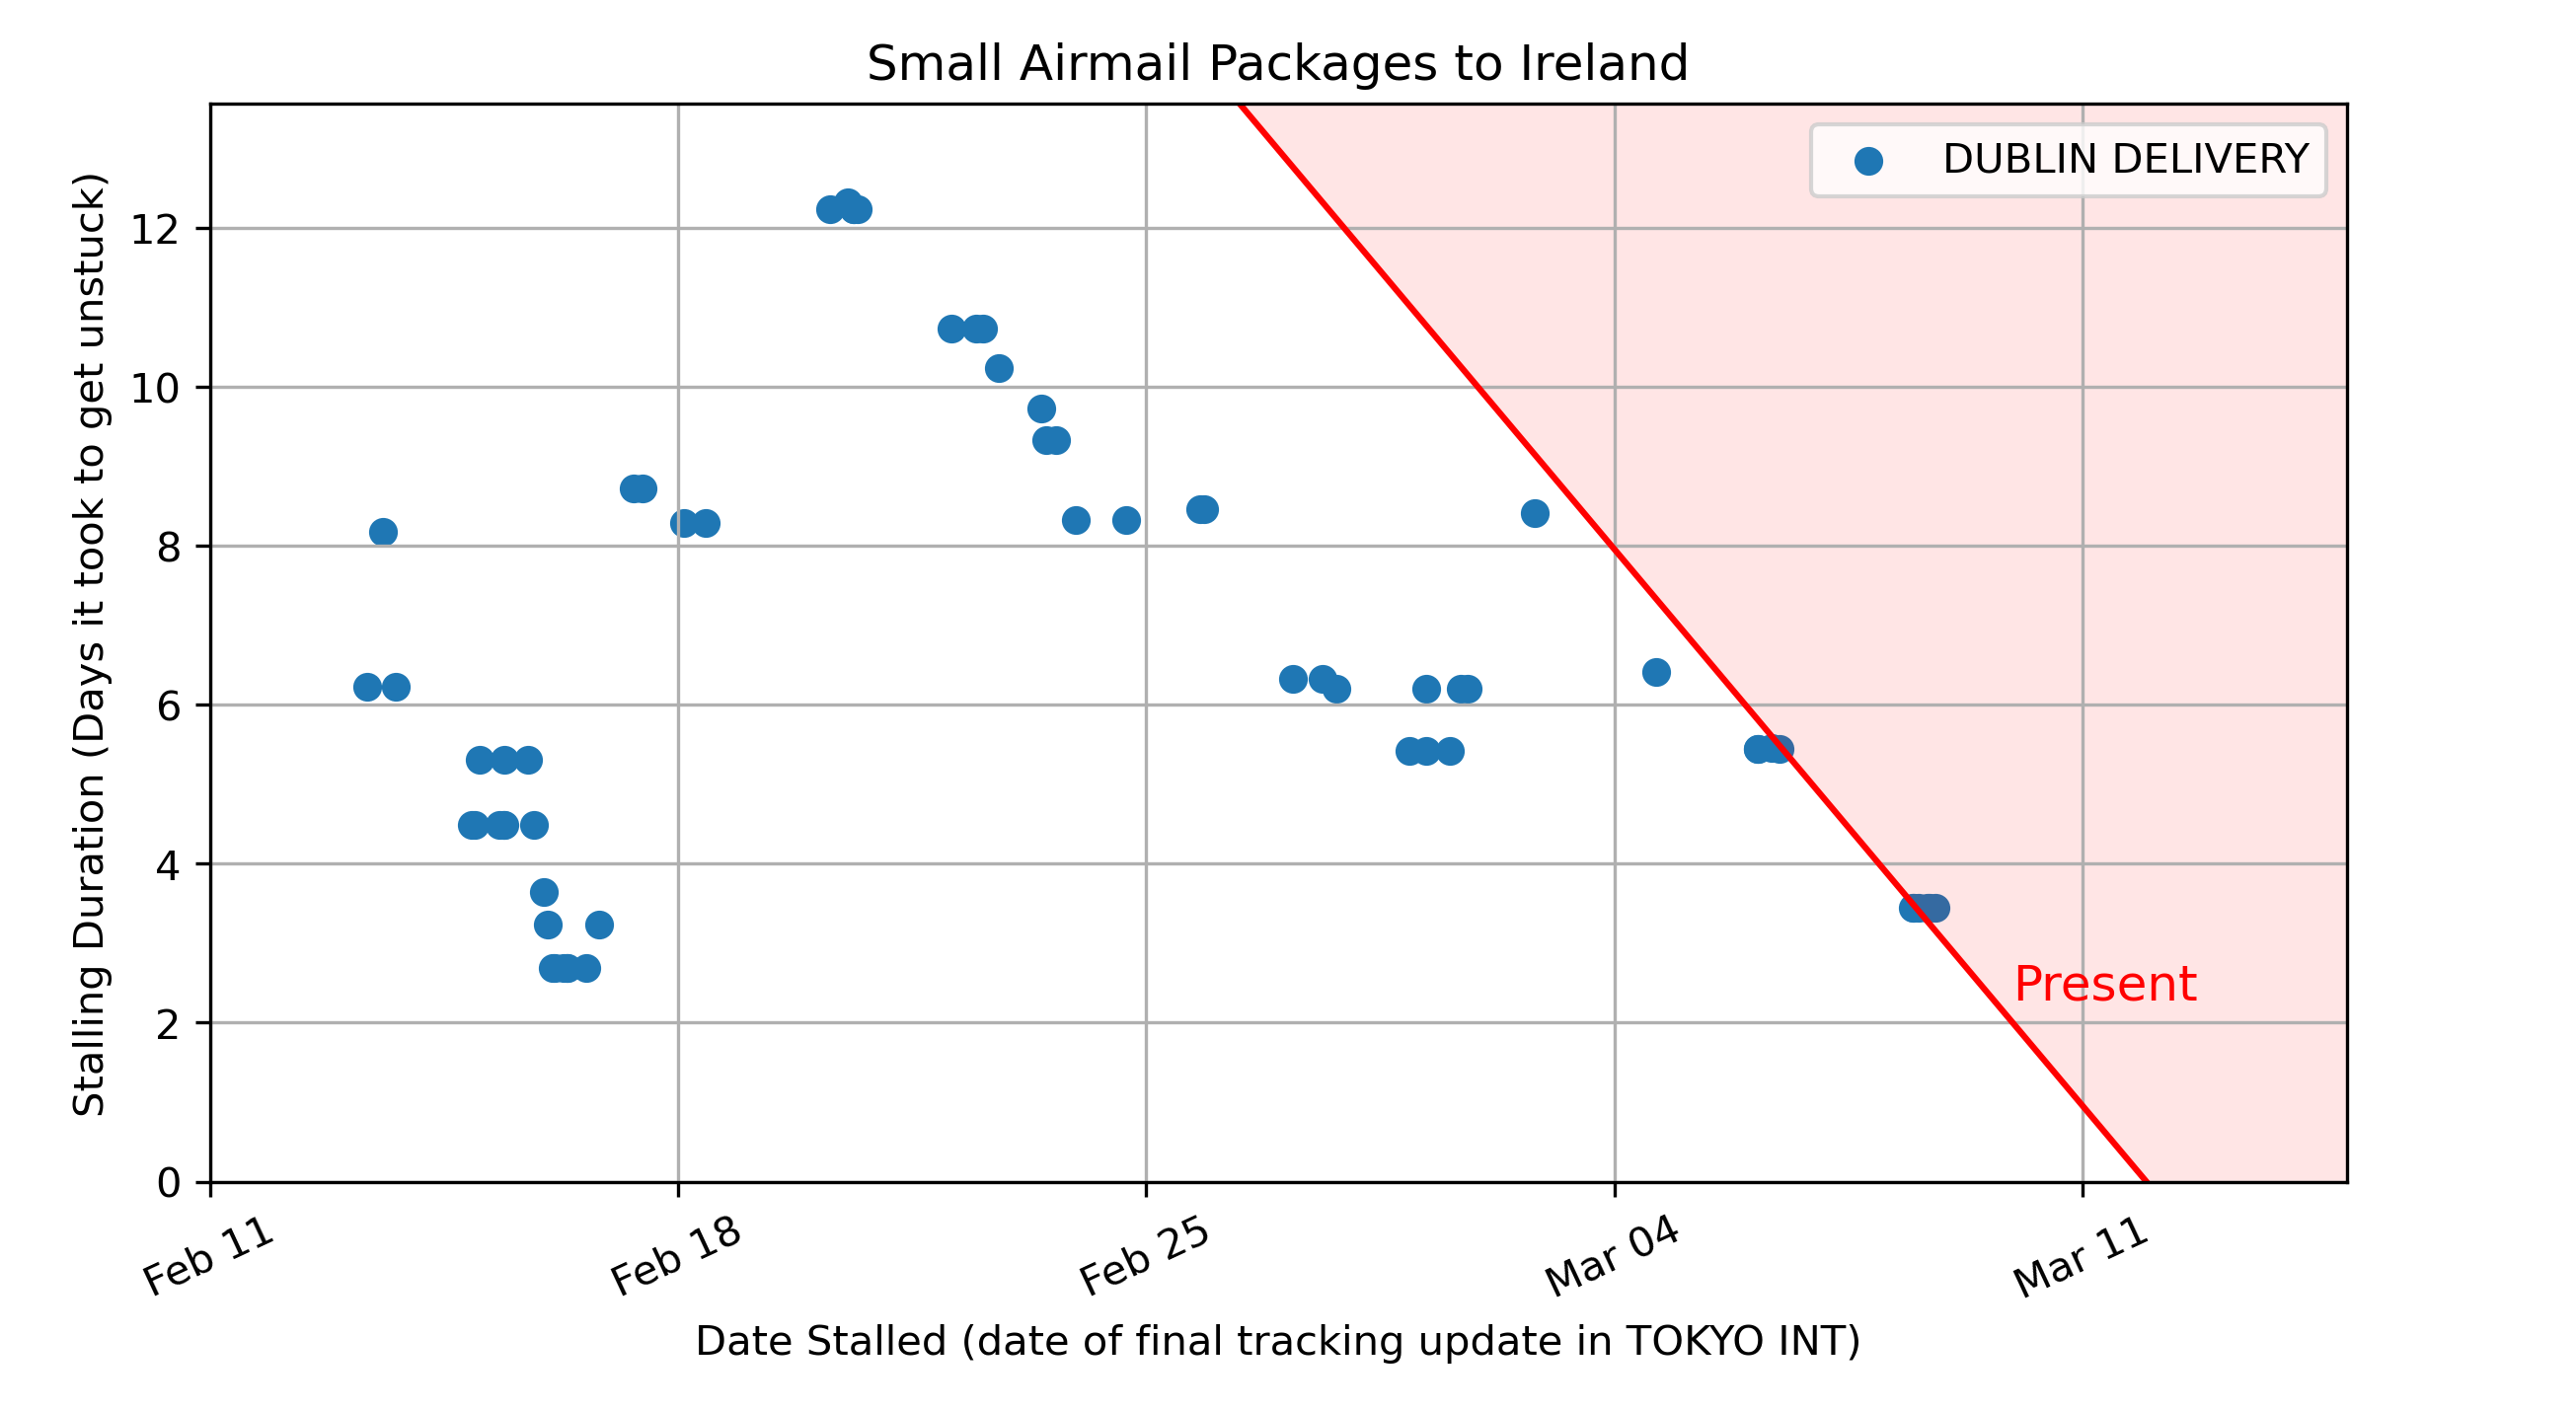 Small Airmail Packages to Ireland
DUBLIN DELIVERY
Stalling Duration (Days it took to get unstuck)
12
10
8
6
4
2
0
Present
Feb 11
Feb 18
Feb 25
Mar 04
Mar 11
Date Stalled (date of final tracking update in TOKYO INT)